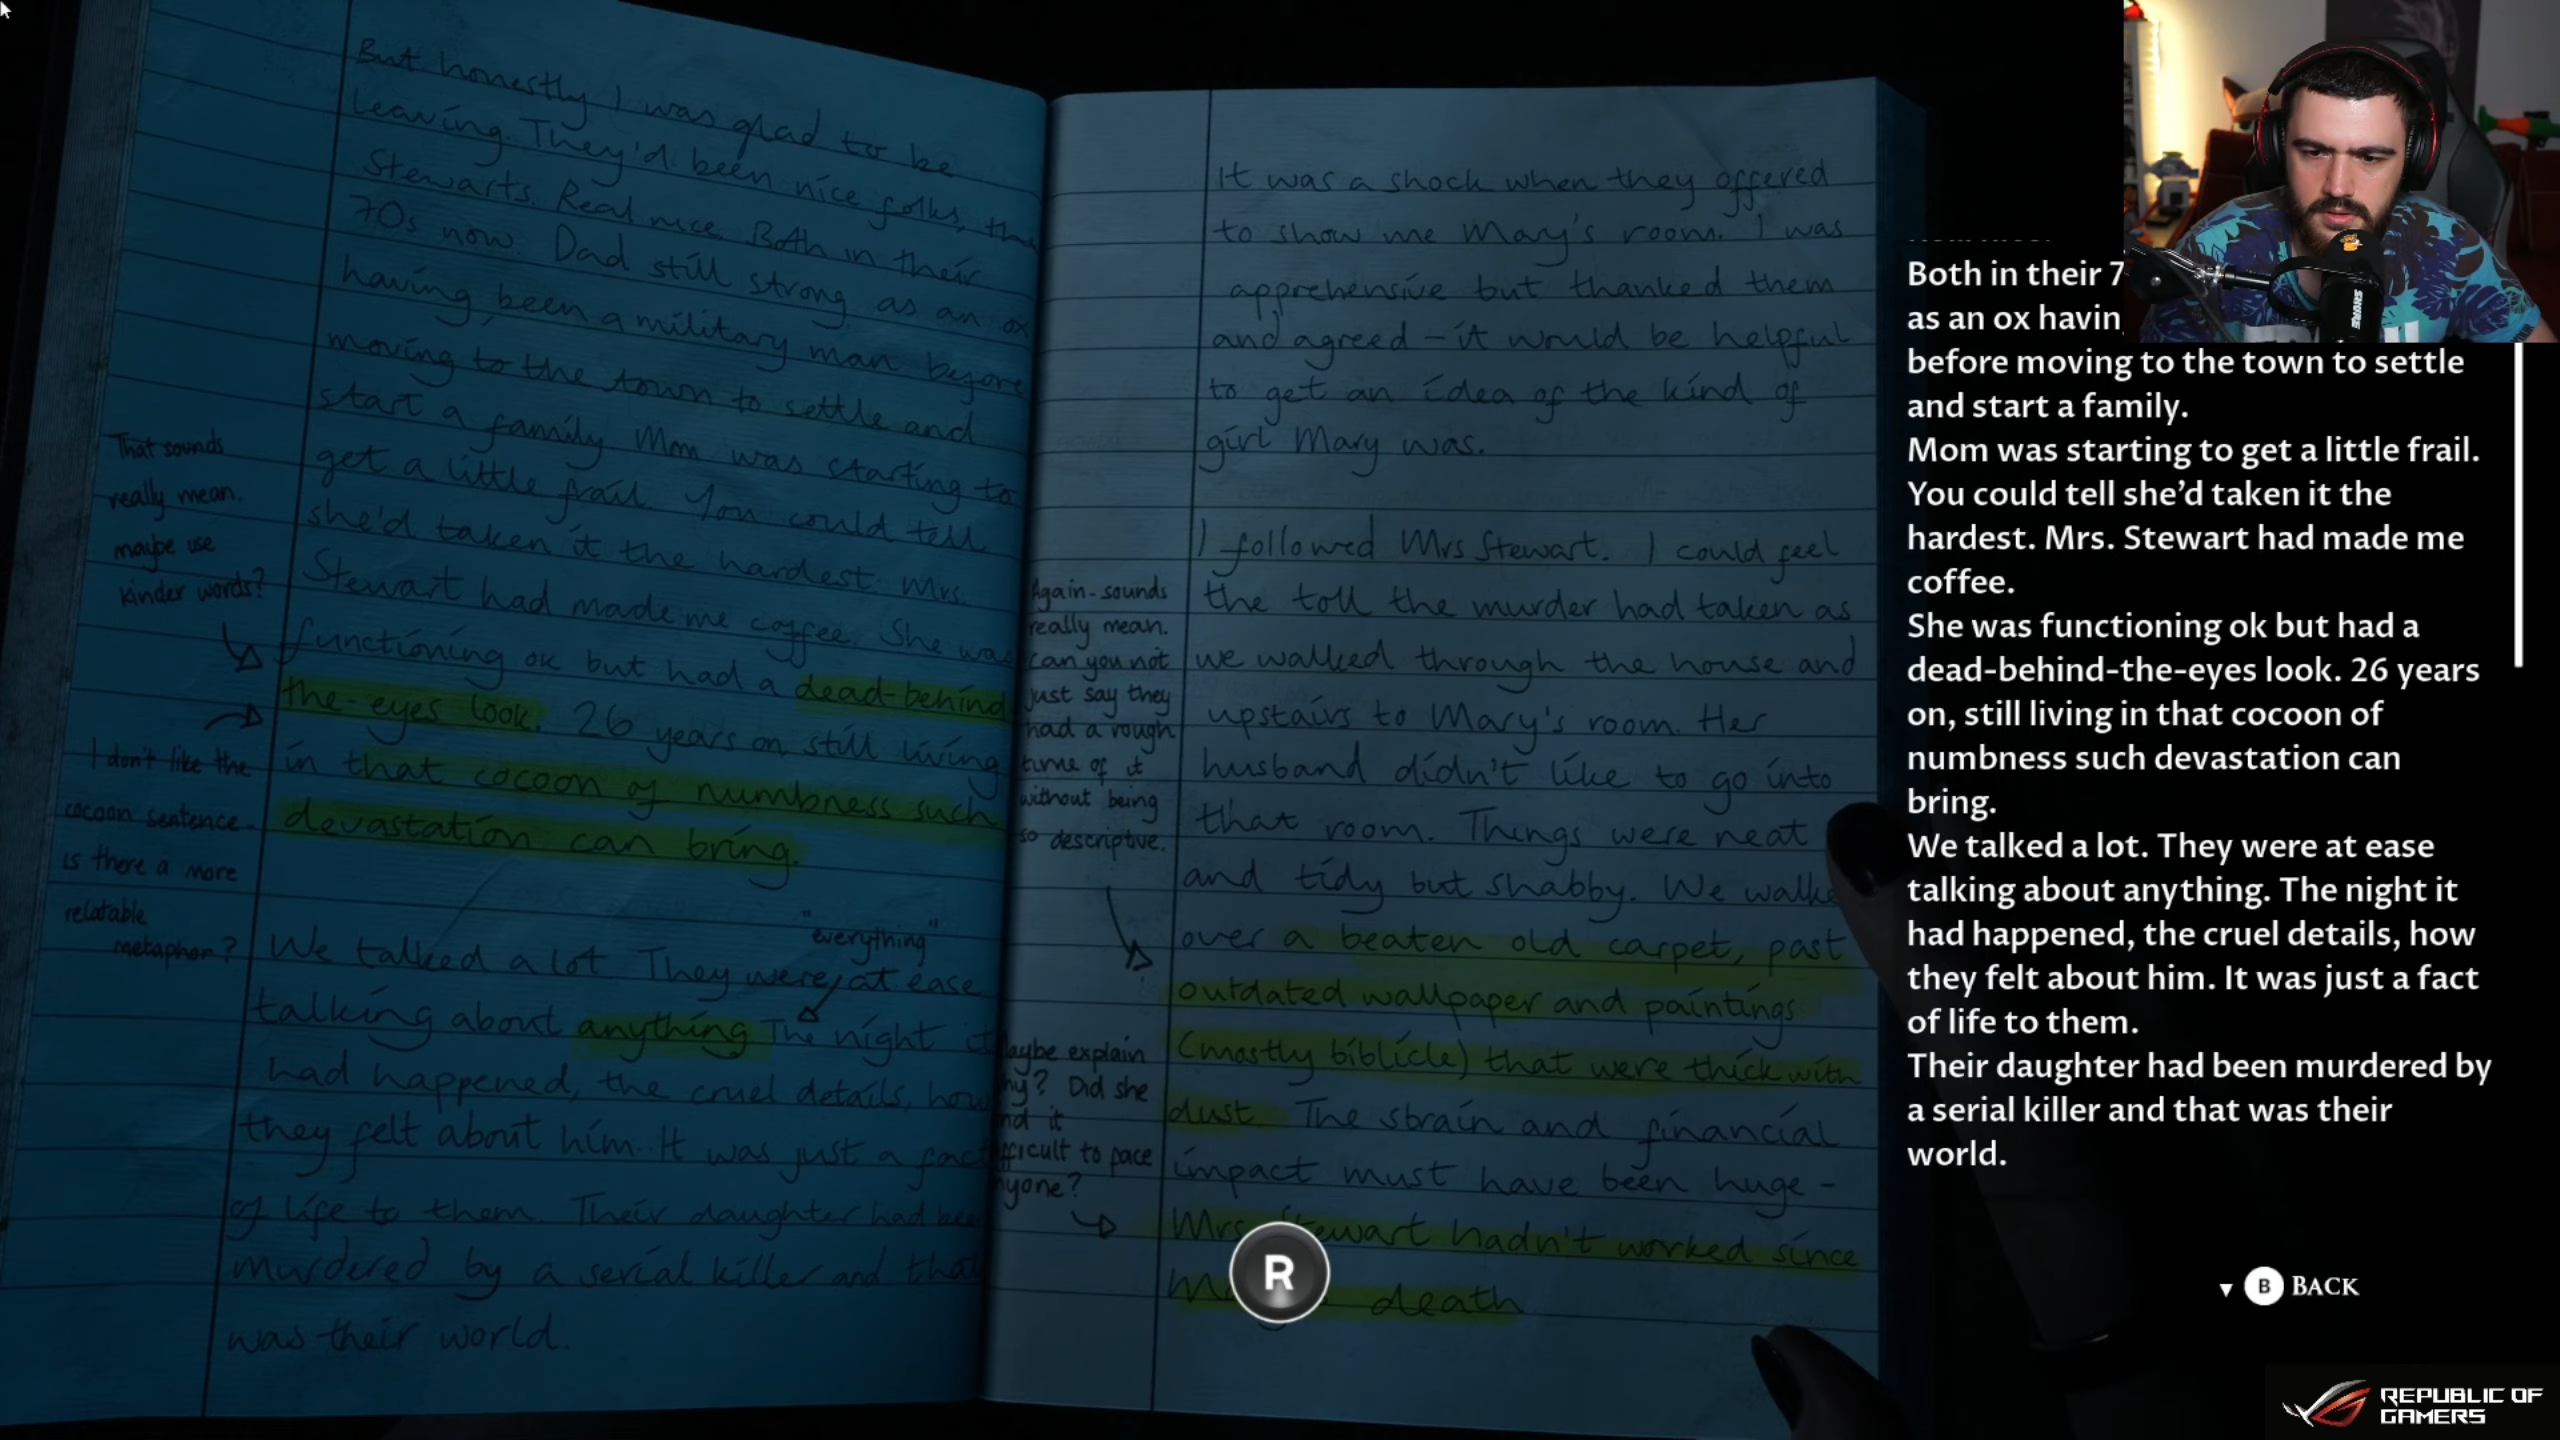 But honestly I was glad to be
leaving. They'd been nice folks, the
Stewarts. Real nice. Both in their
70s now. Dad still strong as an ox
having been a military man before
moving to the town to settle and
start a family. Mom was starting to
get a little frail. You could tell
she'd taken it the hardest. Mrs.
Stewart had made me coffee. She was
functioning ok but had a dead-behind
the-eyes look. 26 years on still living
in that cocoon of numbness such
devastation can bring.
"everything"
We talked a lot. They were at ease
talking about anything. The night it
had happened, the cruel details, how
they felt about him. It was just a fact
of life to them. Their daughter had been
murdered by a serial killer and that
was their world.
That sounds
really mean.
maybe use
kinder words?
I don't like the
cocoon sentence -
is there a more
relatable
metaphor?
It was a shock when they offered
to show me Mary's room. I was
apprehensive but thanked them
and agreed - it would be helpful
to get an idea of the kind of
girl Mary was.
I followed Mrs Stewart. I could feel
the toll the murder had taken as
we walked through the house and
upstairs to Mary's room. Her
husband didn't like to go into
that room. Things were neat
and tidy but shabby. We walke
over a beaten old carpet, past
outdated wallpaper and paintings
(mostly biblicle) that were thick with
dust. The strain and financial
impact must have been huge -
Mrs Stewart hadn't worked since
death
Again - sounds
really mean.
can you not
just say they
had a rough
time of it
without being
so descriptive.
aybe explain
hy? Did she
nd it
fficult to pace
nyone?
R
Both in their 7
as an ox havin
before moving to the town to settle
and start a family.
Mom was starting to get a little frail.
You could tell she'd taken it the
hardest. Mrs. Stewart had made me
coffee.
She was functioning ok but had a
dead-behind-the-eyes look. 26 years
on, still living in that cocoon of
numbness such devastation can
bring.
We talked a lot. They were at ease
talking about anything. The night it
had happened, the cruel details, how
they felt about him. It was just a fact
of life to them.
Their daughter had been murdered by
a serial killer and that was their
world.
B BACK
SHURE
REPUBLIC OF
GAMERS